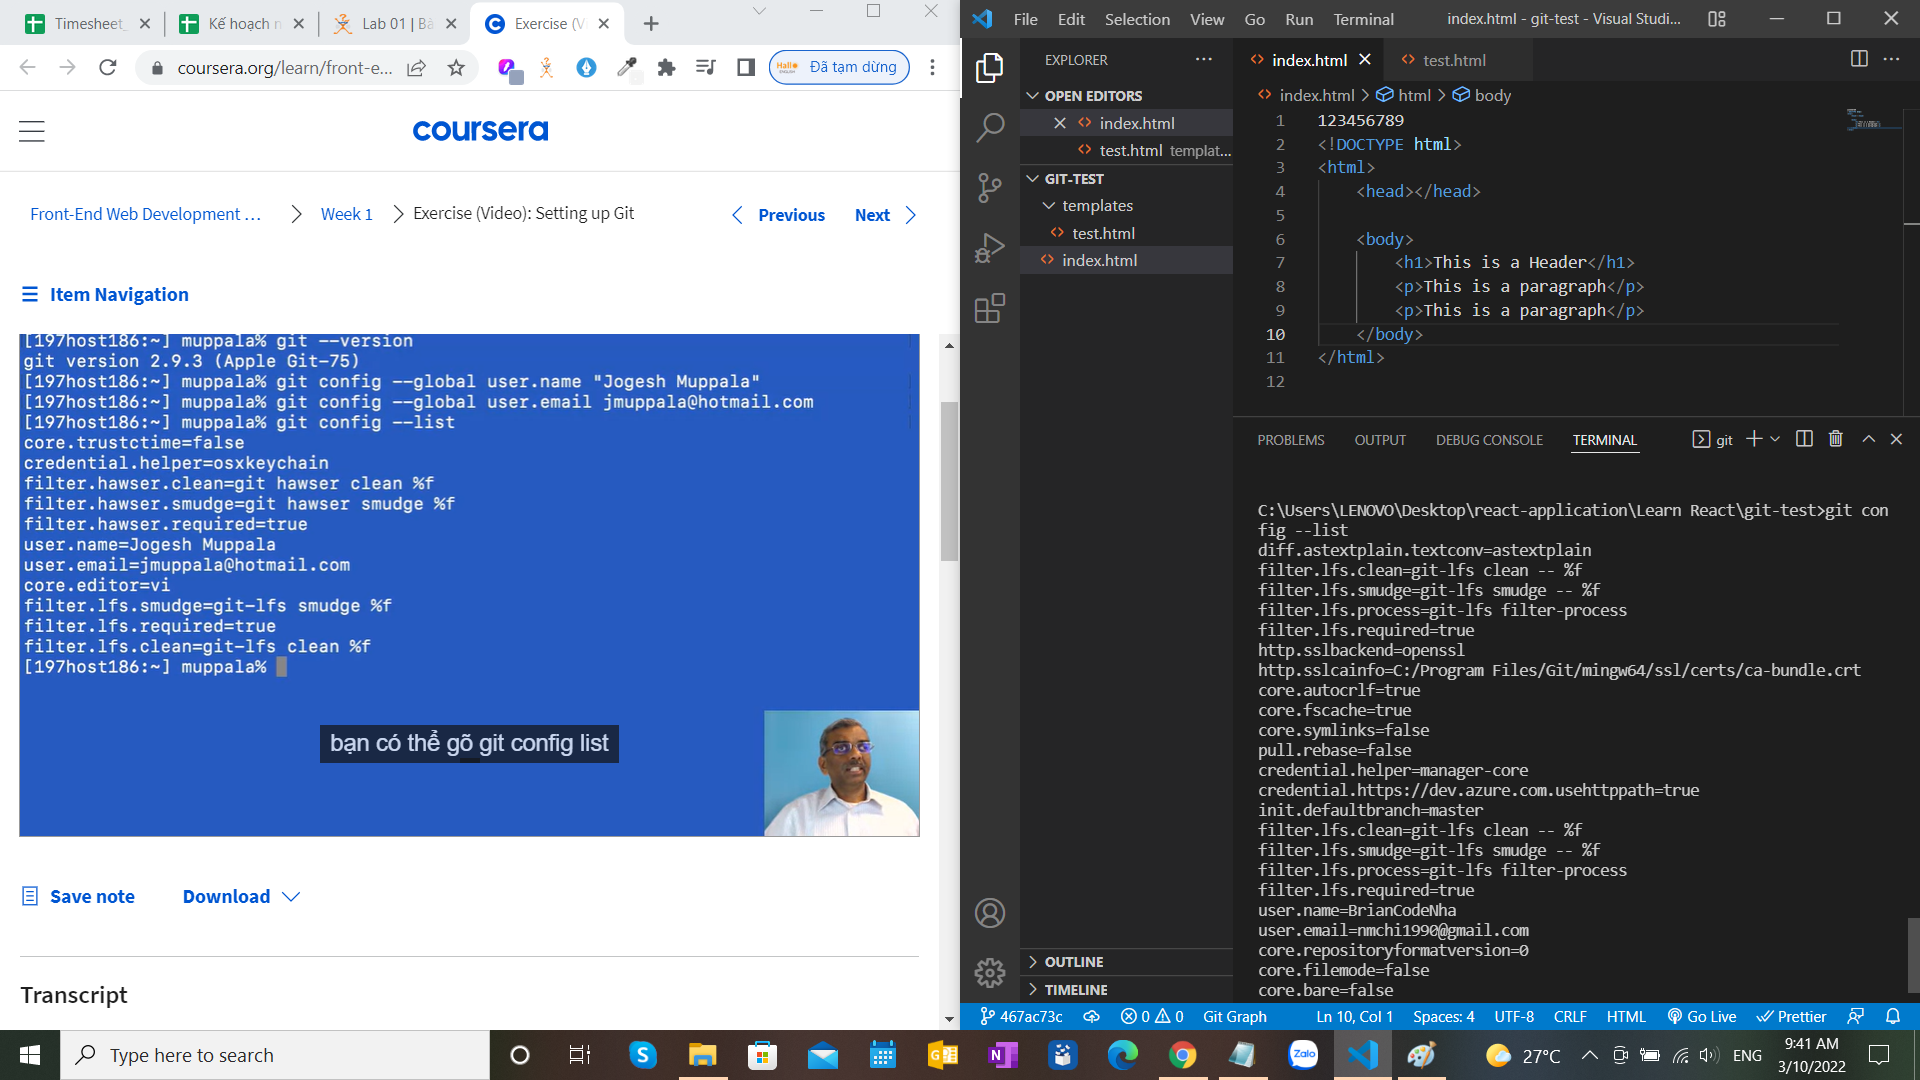 Timesheet_
Kế hoạch n
Lab 01 | Bà
Exercise (V
coursera.org/learn/front-e...
Đã tạm dừng
coursera
Front-End Web Development ...
Week 1
Exercise (Video): Setting up Git
Previous
Next
Item Navigation
[197host186:~] muppala% git --version
git version 2.9.3 (Apple Git-75)
[197host186:~] muppala% git config --global user.name "Jogesh Muppala"
[197host186:~] muppala% git config --global user.email jmuppala@hotmail.com
[197host186:~] muppala% git config --list
core.trustctime=false
credential.helper=osxkeychain
filter.hawser.clean=git hawser clean %f
filter.hawser.smudge=git hawser smudge %f
filter.hawser.required=true
user.name=Jogesh Muppala
user.email=jmuppala@hotmail.com
core.editor=vi
filter.lfs.smudge=git-lfs smudge %f
filter.lfs.required=true
filter.lfs.clean=git-lfs clean %f
[197host186:~] muppala%
bạn có thể gõ git config list
Save note
Download
Transcript
File Edit Selection View Go Run Terminal
index.html - git-test - Visual Studi...
EXPLORER
OPEN EDITORS
index.html
test.html templat...
GIT-TEST
templates
test.html
index.html
OUTLINE
TIMELINE
index.html
test.html
index.html > html > body
1 123456789
2 <!DOCTYPE html>
3 <html>
4 <head></head>
5
6 <body>
7 <h1>This is a Header</h1>
8 <p>This is a paragraph</p>
9 <p>This is a paragraph</p>
10 </body>
11 </html>
12
PROBLEMS OUTPUT DEBUG CONSOLE TERMINAL
git
C:\Users\LENOVO\Desktop\react-application\Learn React\git-test>git con
fig --list
diff.astextplain.textconv=astextplain
filter.lfs.clean=git-lfs clean -- %f
filter.lfs.smudge=git-lfs smudge -- %f
filter.lfs.process=git-lfs filter-process
filter.lfs.required=true
http.sslbackend=openssl
http.sslcainfo=C:/Program Files/Git/mingw64/ssl/certs/ca-bundle.crt
core.autocrlf=true
core.fscache=true
core.symlinks=false
pull.rebase=false
credential.helper=manager-core
credential.https://dev.azure.com.usehttppath=true
init.defaultbranch=master
filter.lfs.clean=git-lfs clean -- %f
filter.lfs.smudge=git-lfs smudge -- %f
filter.lfs.process=git-lfs filter-process
filter.lfs.required=true
user.name=BrianCodeNha
user.email=nmchi1990@gmail.com
core.repositoryformatversion=0
core.filemode=false
core.bare=false
467ac73c 0 0 Git Graph Ln 10, Col 1 Spaces: 4 UTF-8 CRLF HTML Go Live Prettier
Type here to search
Zalo
27°C
ENG
9:41 AM
3/10/2022